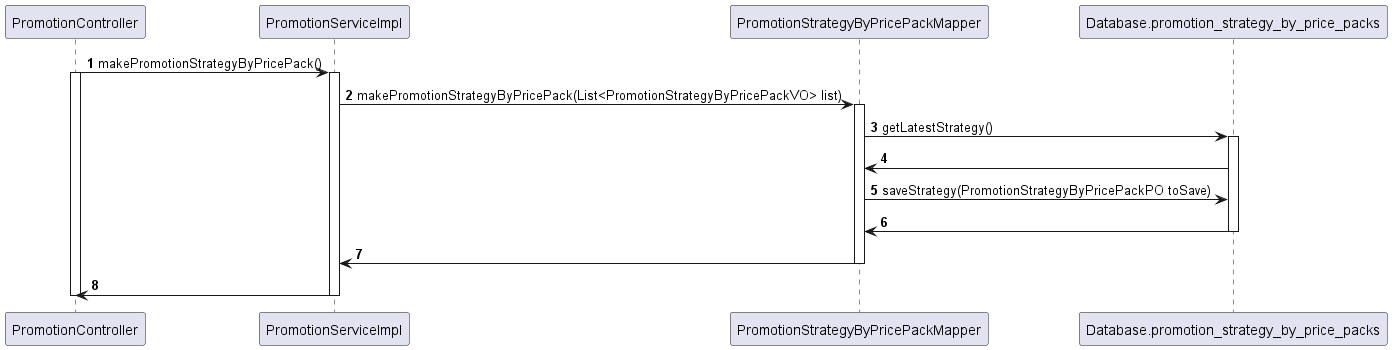 PromotionController
PromotionServiceImpl
PromotionStrategyByPricePackMapper
Database.promotion_strategy_by_price_packs
1 makePromotionStrategyByPricePack()
2 makePromotionStrategyByPricePack(List<PromotionStrategyByPricePackVO> list)
3 getLatestStrategy()
4
5 saveStrategy(PromotionStrategyByPricePackPO toSave)
6
7
8
PromotionController
PromotionServiceImpl
PromotionStrategyByPricePackMapper
Database.promotion_strategy_by_price_packs